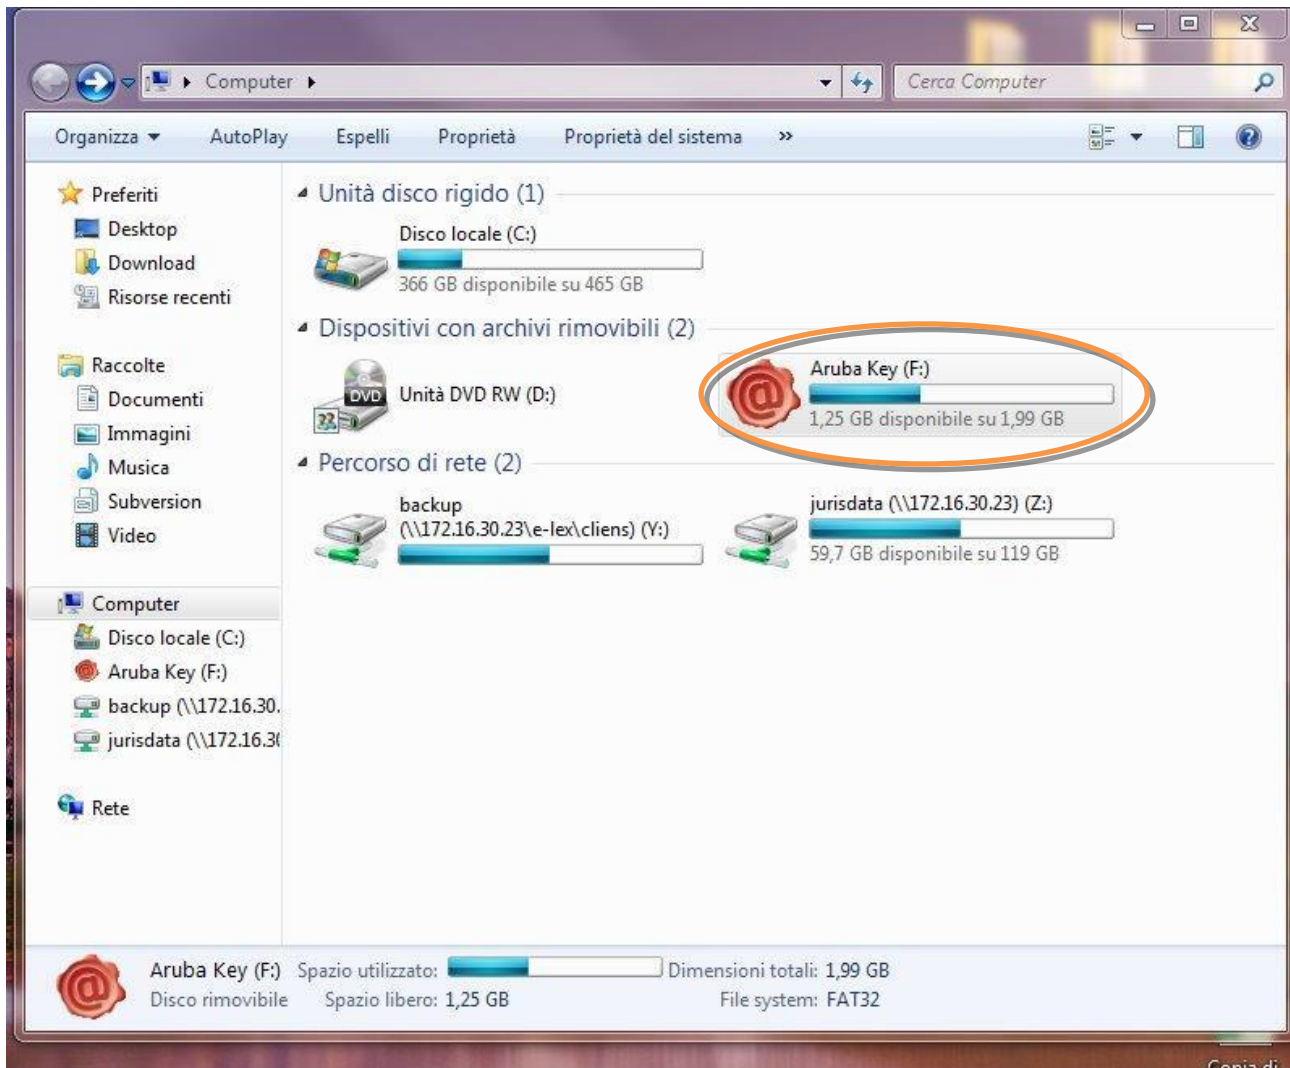 Computer
Cerca Computer
Organizza
AutoPlay
Espelli
Proprietà
Proprietà del sistema
»
Preferiti
Desktop
Download
Risorse recenti
Raccolte
Documenti
Immagini
Musica
Subversion
Video
Computer
Disco locale (C:)
Aruba Key (F:)
backup (\\172.16.30.
jurisdata (\\172.16.30
Rete
Unità disco rigido (1)
Disco locale (C:)
366 GB disponibile su 465 GB
Dispositivi con archivi rimovibili (2)
DVD
Unità DVD RW (D:)
Aruba Key (F:)
1,25 GB disponibile su 1,99 GB
Percorso di rete (2)
backup
(\\172.16.30.23\e-lex\cliens) (Y:)
jurisdata (\\172.16.30.23) (Z:)
59,7 GB disponibile su 119 GB
Aruba Key (F:) Spazio utilizzato: Dimensioni totali: 1,99 GB
Disco rimovibile Spazio libero: 1,25 GB File system: FAT32
Copia di